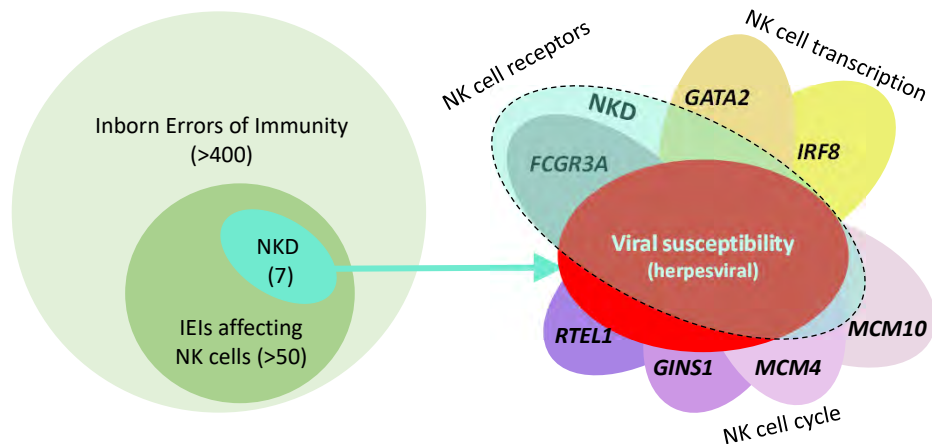 Inborn Errors of Immunity
(>400)
NKD
(7)
IEIs affecting
NK cells (>50)
NK cell receptors
NK cell transcription
NKD
GATA2
IRF8
FCGR3A
Viral susceptibility
(herpesviral)
RTEL1
GINS1
MCM4
MCM10
NK cell cycle